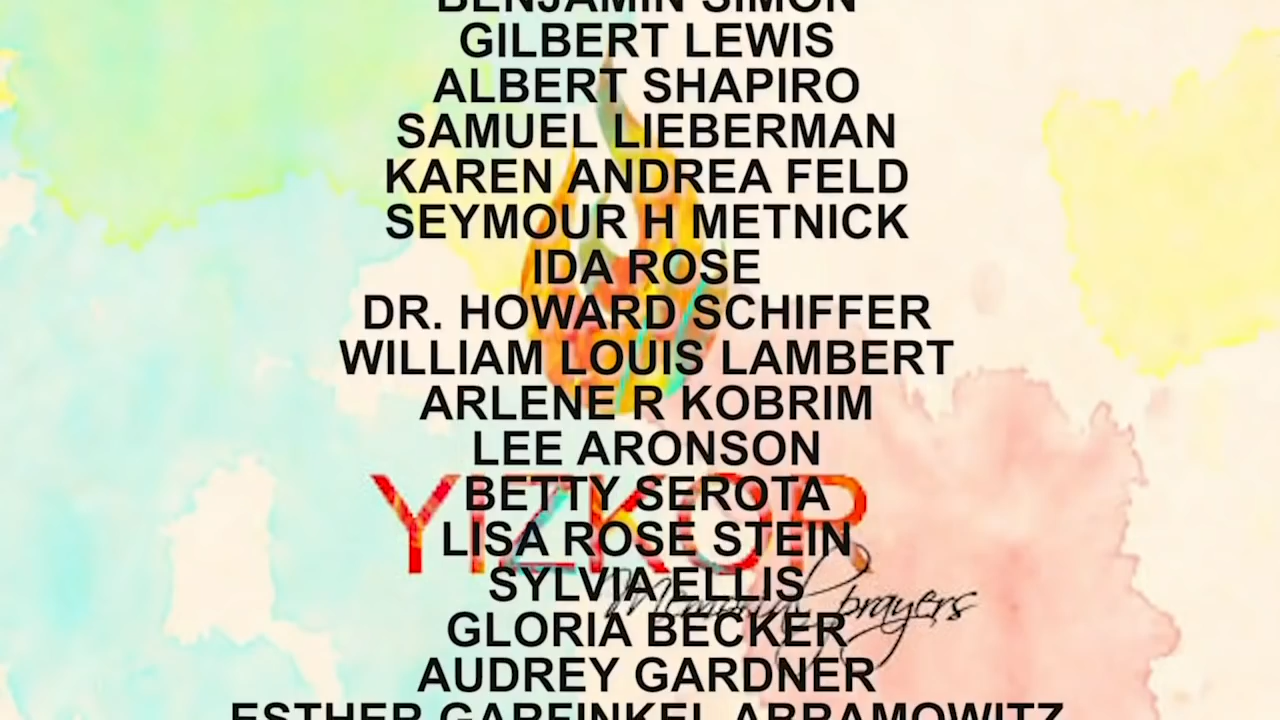 BENJAMIN SIMON
GILBERT LEWIS
ALBERT SHAPIRO
SAMUEL LIEBERMAN
KAREN ANDREA FELD
SEYMOUR H METNICK
IDA ROSE
DR. HOWARD SCHIFFER
WILLIAM LOUIS LAMBERT
ARLENE R KOBRIM
LEE ARONSON
BETTY SEROTA
YIZKOR
LISA ROSE STEIN
SYLVIA ELLIS
Memorial prayers
GLORIA BECKER
AUDREY GARDNER
ESTHER GARFINKEL ABRAMOWITZ